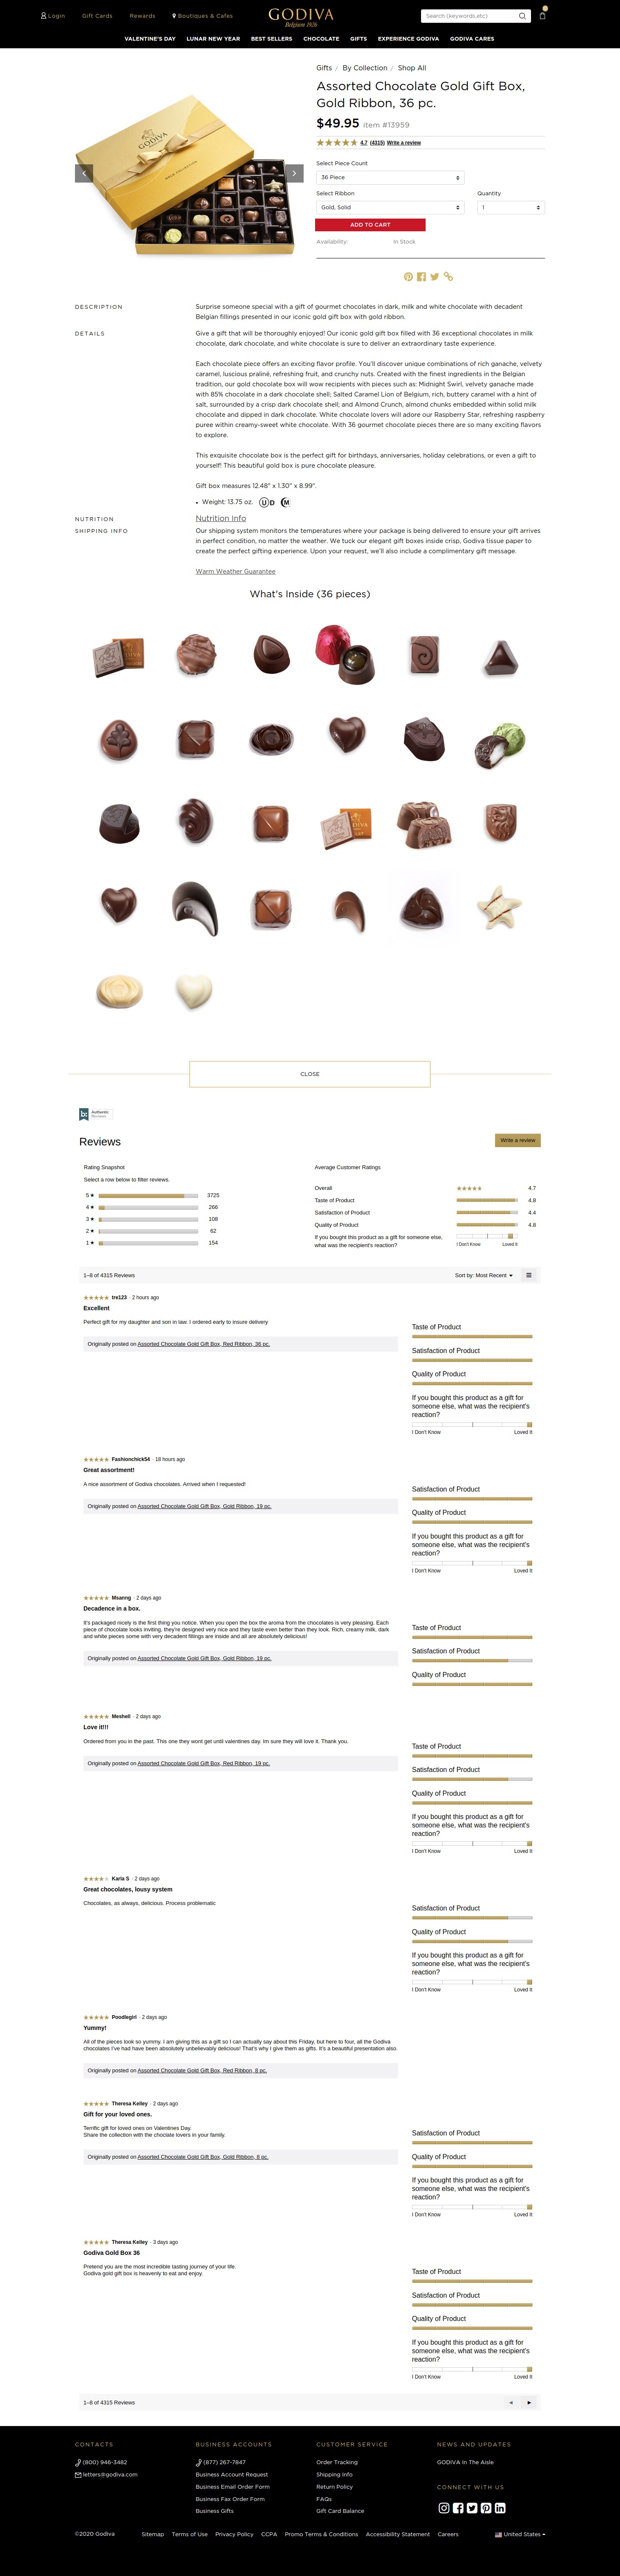 Login
Gift Cards
Rewards
Boutiques & Cafes
GODIVA
Belgium 1926
Search (keywords,etc)
VALENTINE'S DAY
LUNAR NEW YEAR
BEST SELLERS
CHOCOLATE
GIFTS
EXPERIENCE GODIVA
GODIVA CARES
Gifts / By Collection / Shop All
Assorted Chocolate Gold Gift Box,
Gold Ribbon, 36 pc.
$49.95 item #13959
4.7 (4315) Write a review
Select Piece Count
36 Piece
Select Ribbon
Quantity
Gold, Solid
1
ADD TO CART
Availability:
In Stock
GODIVA
DESCRIPTION
Surprise someone special with a gift of gourmet chocolates in dark, milk and white chocolate with decadent
Belgian fillings presented in our iconic gold gift box with gold ribbon.
DETAILS
Give a gift that will be thoroughly enjoyed! Our iconic gold gift box filled with 36 exceptional chocolates in milk
chocolate, dark chocolate, and white chocolate is sure to deliver an extraordinary taste experience.
Each chocolate piece offers an exciting flavor profile. You'll discover unique combinations of rich ganache, velvety
caramel, luscious praliné, refreshing fruit, and crunchy nuts. Created with the finest ingredients in the Belgian
tradition, our gold chocolate box will wow recipients with pieces such as: Midnight Swirl, velvety ganache made
with 85% chocolate in a dark chocolate shell; Salted Caramel Lion of Belgium, rich, buttery caramel with a hint of
salt, surrounded by a crisp dark chocolate shell; and Almond Crunch, almond chunks embedded within solid milk
chocolate and dipped in dark chocolate. White chocolate lovers will adore our Raspberry Star, refreshing raspberry
puree within creamy-sweet white chocolate. With 36 gourmet chocolate pieces there are so many exciting flavors
to explore.
This exquisite chocolate box is the perfect gift for birthdays, anniversaries, holiday celebrations, or even a gift to
yourself! This beautiful gold box is pure chocolate pleasure.
Gift box measures 12.48" x 1.30" x 8.99".
• Weight: 13.75 oz. U D M
NUTRITION
Nutrition Info
SHIPPING INFO
Our shipping system monitors the temperatures where your package is being delivered to ensure your gift arrives
in perfect condition, no matter the weather. We tuck our elegant gift boxes inside crisp, Godiva tissue paper to
create the perfect gifting experience. Upon your request, we'll also include a complimentary gift message.
Warm Weather Guarantee
What's Inside (36 pieces)
CLOSE
Authentic
Reviews
Reviews
Write a review
Rating Snapshot
Select a row below to filter reviews.
5 ★ 3725
4 ★ 266
3 ★ 108
2 ★ 62
1 ★ 154
Average Customer Ratings
Overall ★★★★★ 4.7
Taste of Product 4.8
Satisfaction of Product 4.4
Quality of Product 4.8
If you bought this product as a gift for someone else,
what was the recipient's reaction?
I Don't Know Loved It
1–8 of 4315 Reviews
Sort by: Most Recent ▼
★★★★★ tre123 · 2 hours ago
Excellent
Perfect gift for my daughter and son in law. I ordered early to insure delivery
Originally posted on Assorted Chocolate Gold Gift Box, Red Ribbon, 36 pc.
Taste of Product
Satisfaction of Product
Quality of Product
If you bought this product as a gift for
someone else, what was the recipient's
reaction?
I Don't Know Loved It
★★★★★ Fashionchick54 · 18 hours ago
Great assortment!
A nice assortment of Godiva chocolates. Arrived when I requested!
Originally posted on Assorted Chocolate Gold Gift Box, Gold Ribbon, 19 pc.
Satisfaction of Product
Quality of Product
If you bought this product as a gift for
someone else, what was the recipient's
reaction?
I Don't Know Loved It
★★★★★ Msanng · 2 days ago
Decadence in a box.
It's packaged nicely is the first thing you notice. When you open the box the aroma from the chocolates is very pleasing. Each
piece of chocolate looks inviting, they're designed very nice and they taste even better than they look. Rich, creamy milk, dark
and white pieces some with very decadent fillings are inside and all are absolutely delicious!
Originally posted on Assorted Chocolate Gold Gift Box, Gold Ribbon, 19 pc.
Taste of Product
Satisfaction of Product
Quality of Product
★★★★★ Meshell · 2 days ago
Love it!!!
Ordered from you in the past. This one they wont get until valentines day. Im sure they will love it. Thank you.
Originally posted on Assorted Chocolate Gold Gift Box, Red Ribbon, 19 pc.
Taste of Product
Satisfaction of Product
Quality of Product
If you bought this product as a gift for
someone else, what was the recipient's
reaction?
I Don't Know Loved It
★★★★★ Karla S · 2 days ago
Great chocolates, lousy system
Chocolates, as always, delicious. Process problematic
Satisfaction of Product
Quality of Product
If you bought this product as a gift for
someone else, what was the recipient's
reaction?
I Don't Know Loved It
★★★★★ Poodlegirl · 2 days ago
Yummy!
All of the pieces look so yummy. I am giving this as a gift so I can actually say about this Friday, but here to four, all the Godiva
chocolates I've had have been absolutely unbelievably delicious! That's why I give them as gifts. It's a beautiful presentation also.
Originally posted on Assorted Chocolate Gold Gift Box, Red Ribbon, 8 pc.
★★★★★ Theresa Kelley · 2 days ago
Gift for your loved ones.
Terrific gift for loved ones on Valentines Day.
Share the collection with the choclate lovers in your family.
Originally posted on Assorted Chocolate Gold Gift Box, Gold Ribbon, 8 pc.
Satisfaction of Product
Quality of Product
If you bought this product as a gift for
someone else, what was the recipient's
reaction?
I Don't Know Loved It
★★★★★ Theresa Kelley · 3 days ago
Godiva Gold Box 36
Pretend you are the most incredible tasting journey of your life.
Godiva gold gift box is heavenly to eat and enjoy.
Taste of Product
Satisfaction of Product
Quality of Product
If you bought this product as a gift for
someone else, what was the recipient's
reaction?
I Don't Know Loved It
1–8 of 4315 Reviews
◄ ►
CONTACTS
(800) 946-3482
letters@godiva.com
BUSINESS ACCOUNTS
(877) 267-7847
Business Account Request
Business Email Order Form
Business Fax Order Form
Business Gifts
CUSTOMER SERVICE
Order Tracking
Shipping Info
Return Policy
FAQs
Gift Card Balance
NEWS AND UPDATES
GODIVA In The Aisle
CONNECT WITH US
©2020 Godiva
Sitemap
Terms of Use
Privacy Policy
CCPA
Promo Terms & Conditions
Accessibility Statement
Careers
United States